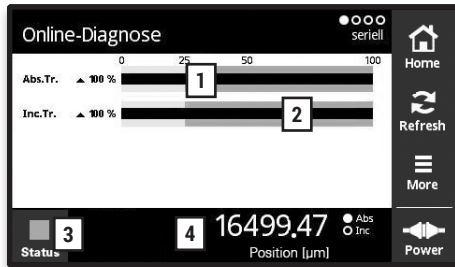 Online-Diagnose
seriell
Home
0 25 50 100
Abs.Tr. ▲ 100 %
1
Inc.Tr. ▲ 100 %
2
Refresh
More
3
Status
4
16499.47
Abs
Inc
Position [µm]
Power